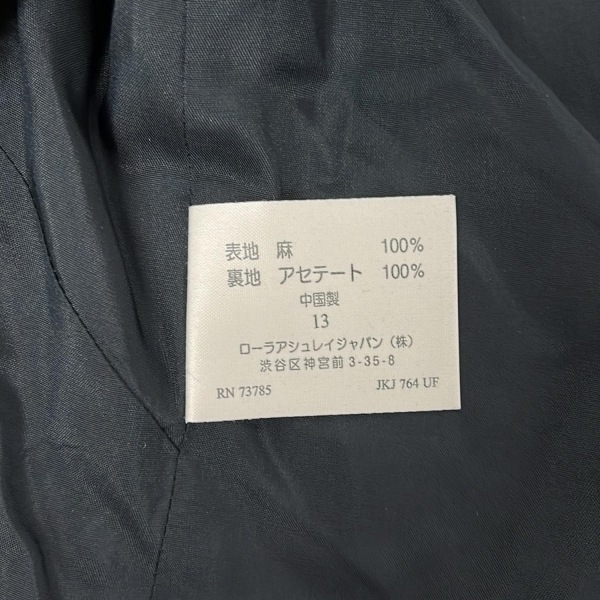 表地 麻 100%
裏地 アセテート 100%
中国製
13
ローラアシュレイジャパン（株）
渋谷区神宮前 3-35-8
RN 73785 JKJ 764 UF